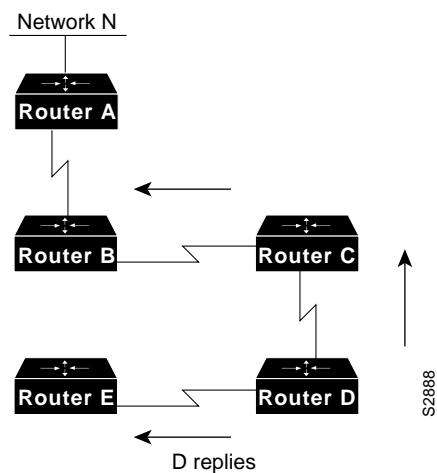 Network N
Router A
Router B
Router C
Router E
Router D
S2888
D replies